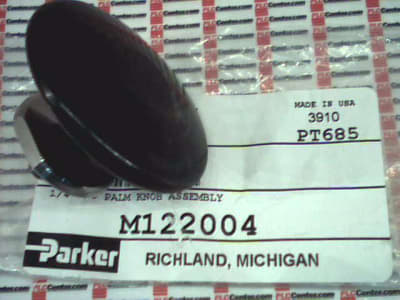 MADE IN USA
3910
PT685
PALM KNOB ASSEMBLY
M122004
Parker
RICHLAND, MICHIGAN